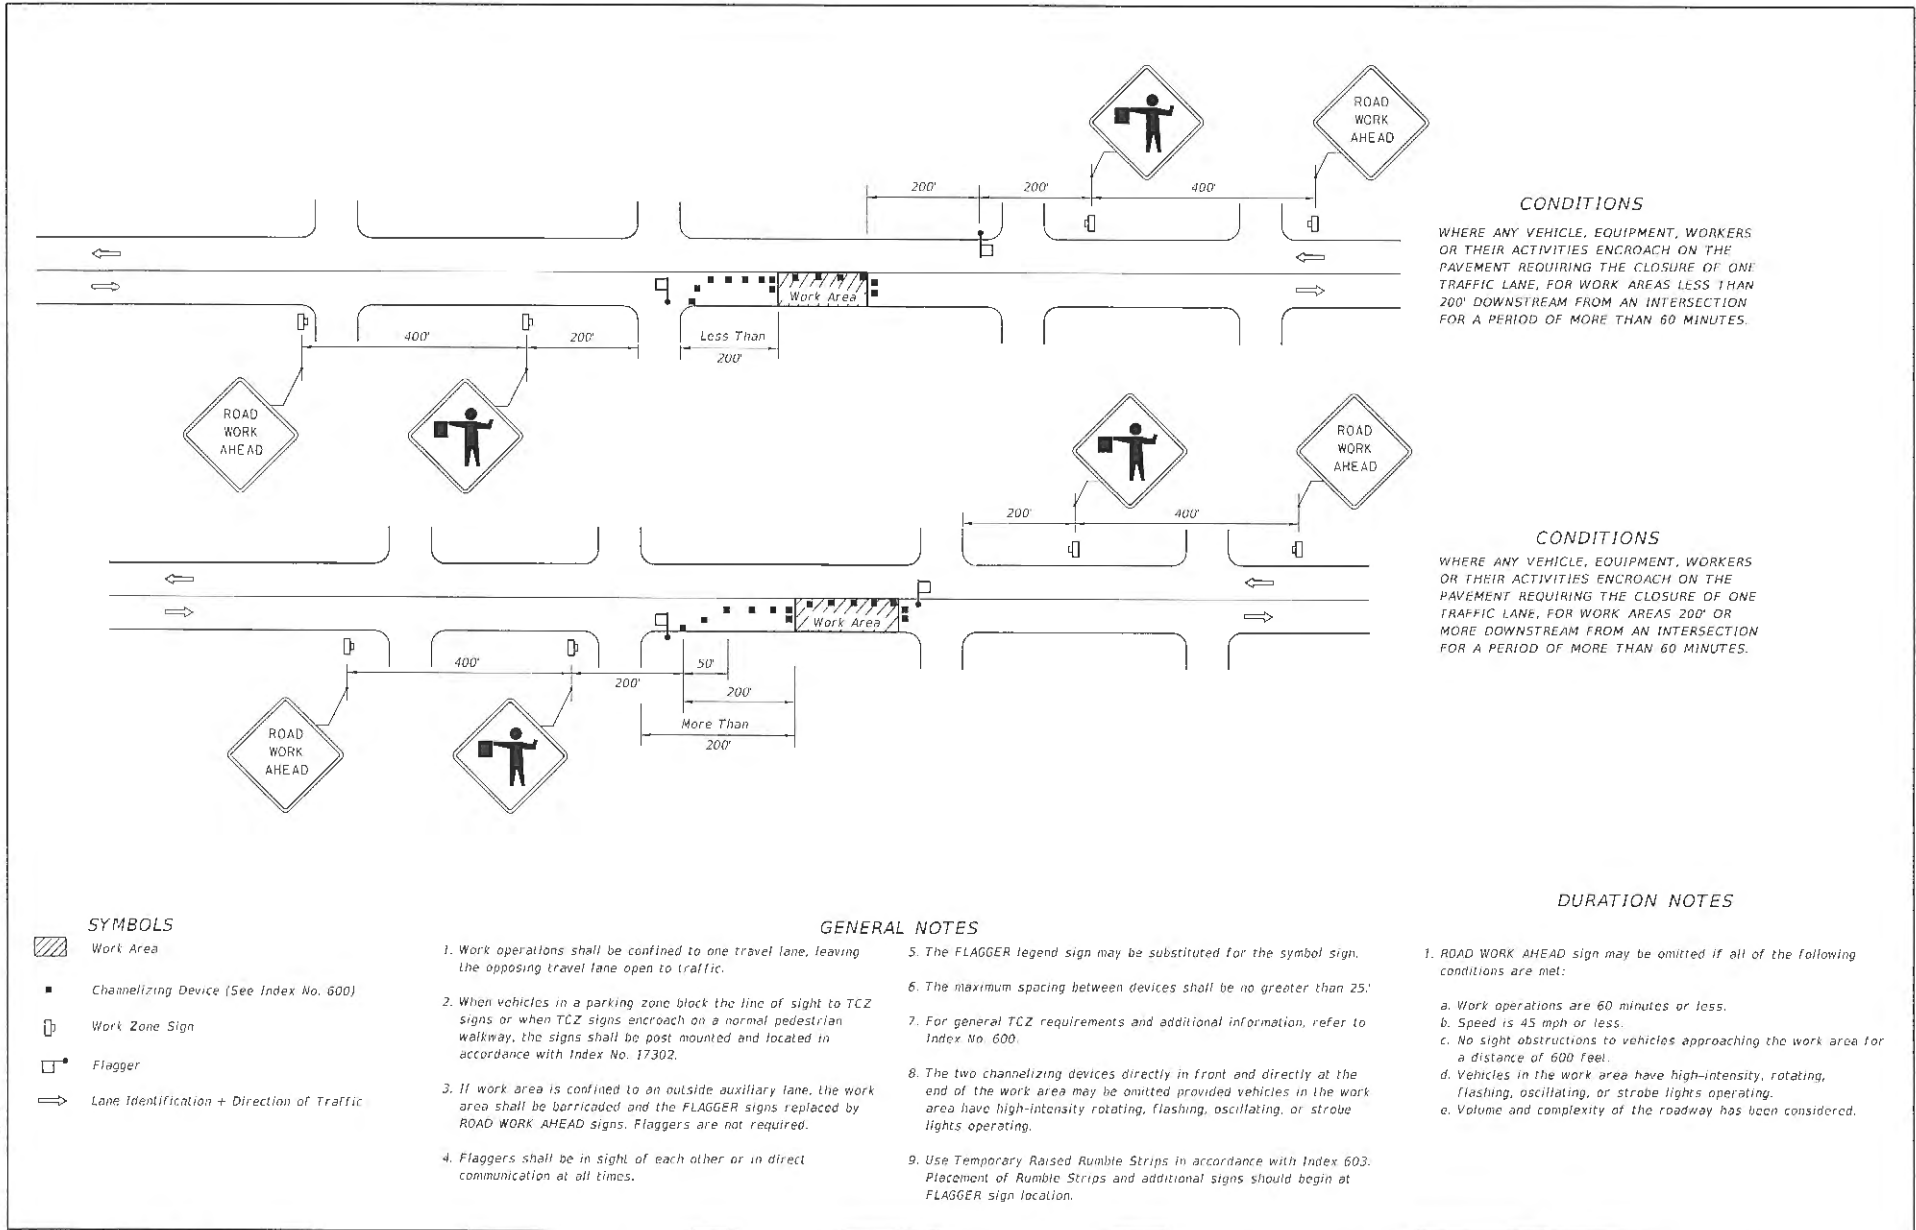 ROAD
WORK
AHEAD
200'
200'
400'
CONDITIONS
WHERE ANY VEHICLE, EQUIPMENT, WORKERS
OR THEIR ACTIVITIES ENCROACH ON THE
PAVEMENT REQUIRING THE CLOSURE OF ONE
TRAFFIC LANE, FOR WORK AREAS LESS THAN
200' DOWNSTREAM FROM AN INTERSECTION
FOR A PERIOD OF MORE THAN 60 MINUTES.
Work Area
400'
200'
Less Than
200'
ROAD
WORK
AHEAD
ROAD
WORK
AHEAD
200'
400'
CONDITIONS
WHERE ANY VEHICLE, EQUIPMENT, WORKERS
OR THEIR ACTIVITIES ENCROACH ON THE
PAVEMENT REQUIRING THE CLOSURE OF ONE
TRAFFIC LANE, FOR WORK AREAS 200' OR
MORE DOWNSTREAM FROM AN INTERSECTION
FOR A PERIOD OF MORE THAN 60 MINUTES.
Work Area
400'
200'
50'
200'
More Than
200'
ROAD
WORK
AHEAD
SYMBOLS
Work Area
Channelizing Device (See Index No. 600)
Work Zone Sign
Flagger
Lane Identification + Direction of Traffic
GENERAL NOTES
1. Work operations shall be confined to one travel lane, leaving
the opposing travel lane open to traffic.
2. When vehicles in a parking zone block the line of sight to TCZ
signs or when TCZ signs encroach on a normal pedestrian
walkway, the signs shall be post mounted and located in
accordance with Index No. 17302.
3. If work area is confined to an outside auxiliary lane, the work
area shall be barricaded and the FLAGGER signs replaced by
ROAD WORK AHEAD signs. Flaggers are not required.
4. Flaggers shall be in sight of each other or in direct
communication at all times.
5. The FLAGGER legend sign may be substituted for the symbol sign.
6. The maximum spacing between devices shall be no greater than 25.'
7. For general TCZ requirements and additional information, refer to
Index No. 600.
8. The two channelizing devices directly in front and directly at the
end of the work area may be omitted provided vehicles in the work
area have high-intensity rotating, flashing, oscillating, or strobe
lights operating.
9. Use Temporary Raised Rumble Strips in accordance with Index 603.
Placement of Rumble Strips and additional signs should begin at
FLAGGER sign location.
DURATION NOTES
1. ROAD WORK AHEAD sign may be omitted if all of the following
conditions are met:
a. Work operations are 60 minutes or less.
b. Speed is 45 mph or less.
c. No sight obstructions to vehicles approaching the work area for
a distance of 600 feet.
d. Vehicles in the work area have high-intensity, rotating,
flashing, oscillating, or strobe lights operating.
e. Volume and complexity of the roadway has been considered.